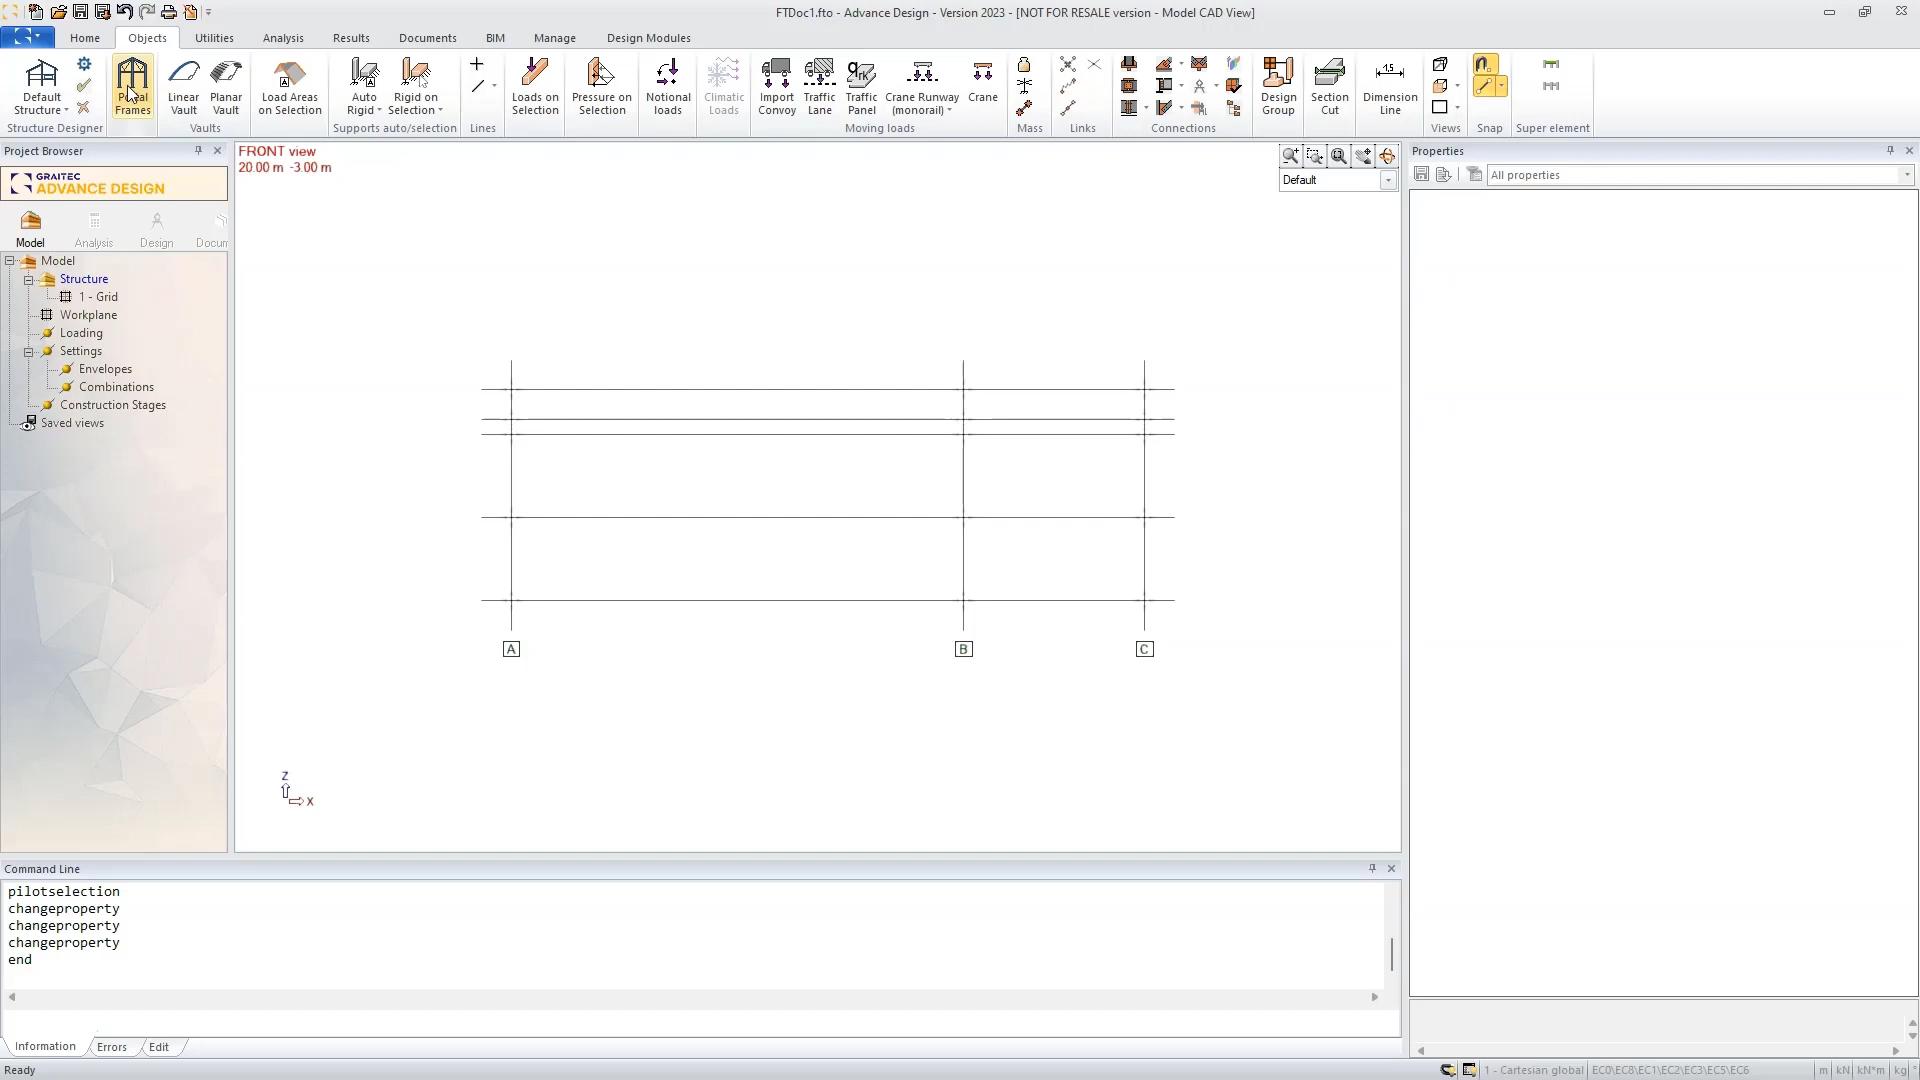 FTDoc1.fto - Advance Design - Version 2023 - [NOT FOR RESALE version - Model CAD View]
Home Objects Utilities Analysis Results Documents BIM Combinations Manage Design Modules
Default Structure
Structure Designer
Portal Frames
Linear Vault
Planar Vault
Vaults
Load Areas on Selection
Auto Rigid
Rigid on Selection
Supports auto/selection
Lines
Loads on Selection
Pressure on Selection
Notional loads
Climatic Loads
Import Convoy
Traffic Lane
Traffic Panel
Crane Runway (monorail)
Crane
Moving loads
Mass
Links
Connections
Design Group
Section Cut
1,5
Dimension Line
Views
Snap
Super element
Project Browser
GRAITEC
ADVANCE DESIGN
Model Analysis Design Docum
Model
Structure
1 - Grid
Workplane
Loading
Settings
Envelopes
Combinations
Construction Stages
Saved views
FRONT view
20.00 m -3.00 m
Default
A B C
Z
X
Properties
All properties
Command Line
pilotselection
changeproperty
changeproperty
changeproperty
end
Information Errors Edit
Ready
1 - Cartesian global EC0\EC8\EC1\EC2\EC3\EC5\EC6 m kN kN*m kg °